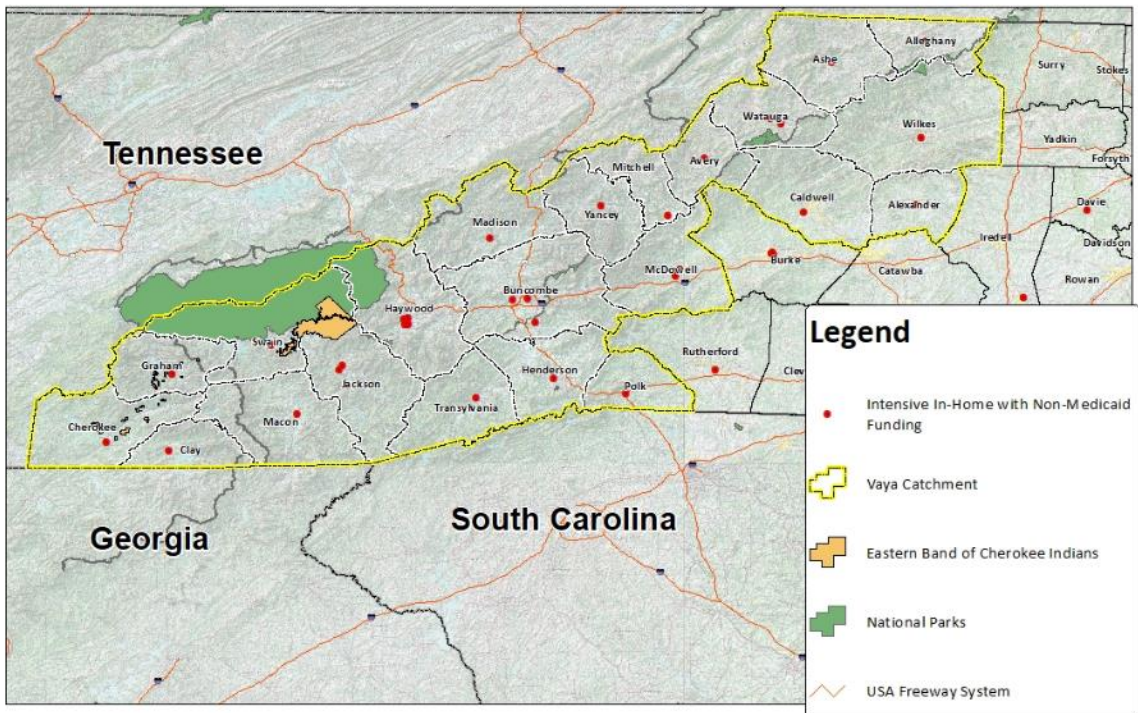 Alleghany
Ashe
Surry
Stokes
Watauga
Wilkes
Yadkin
Tennessee
Mitchell
Avery
Forsyth
Caldwell
Alexander
Yancey
Davie
Madison
Iredell
Davidson
Burke
McDowell
Catawba
Rowan
Buncombe
Haywood
Swain
Rutherford
Graham
Henderson
Clev
Jackson
Polk
Transylvania
Macon
Cherokee
Clay
South Carolina
Georgia
Legend
Intensive In-Home with Non-Medicaid
Funding
Vaya Catchment
Eastern Band of Cherokee Indians
National Parks
USA Freeway System